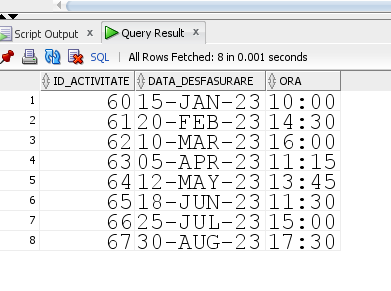 Script Output × Query Result ×
SQL | All Rows Fetched: 8 in 0.001 seconds
ID_ACTIVITATE DATA_DESFASURARE ORA
1 60 15-JAN-23 10:00
2 61 20-FEB-23 14:30
3 62 10-MAR-23 16:00
4 63 05-APR-23 11:15
5 64 12-MAY-23 13:45
6 65 18-JUN-23 11:30
7 66 25-JUL-23 15:00
8 67 30-AUG-23 17:30